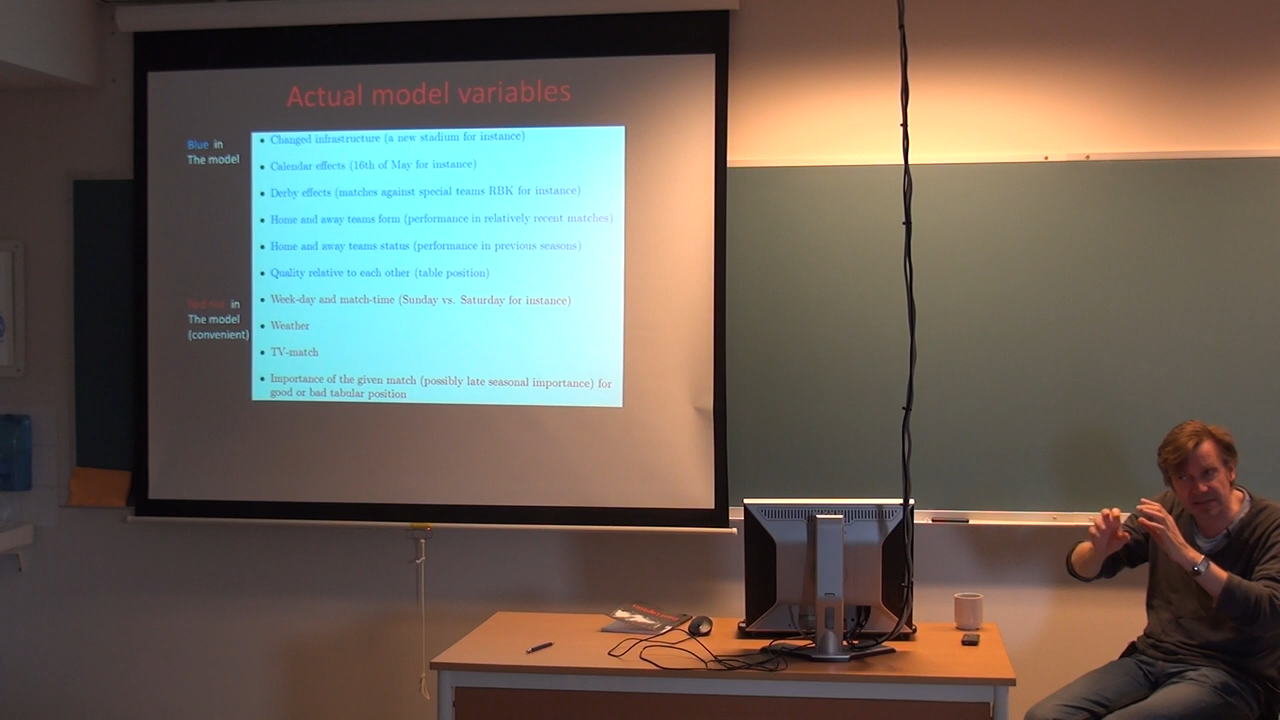 Actual model variables
Blue in
The model
• Changed infrastructure (a new stadium for instance)
• Calendar effects (16th of May for instance)
• Derby effects (matches against special teams RBK for instance)
• Home and away teams form (performance in relatively recent matches)
• Home and away teams status (performance in previous seasons)
• Quality relative to each other (table position)
Red not in
The model
(convenient)
• Week-day and match-time (Sunday vs. Saturday for instance)
• Weather
• TV-match
• Importance of the given match (possibly late seasonal importance) for
good or bad tabular position